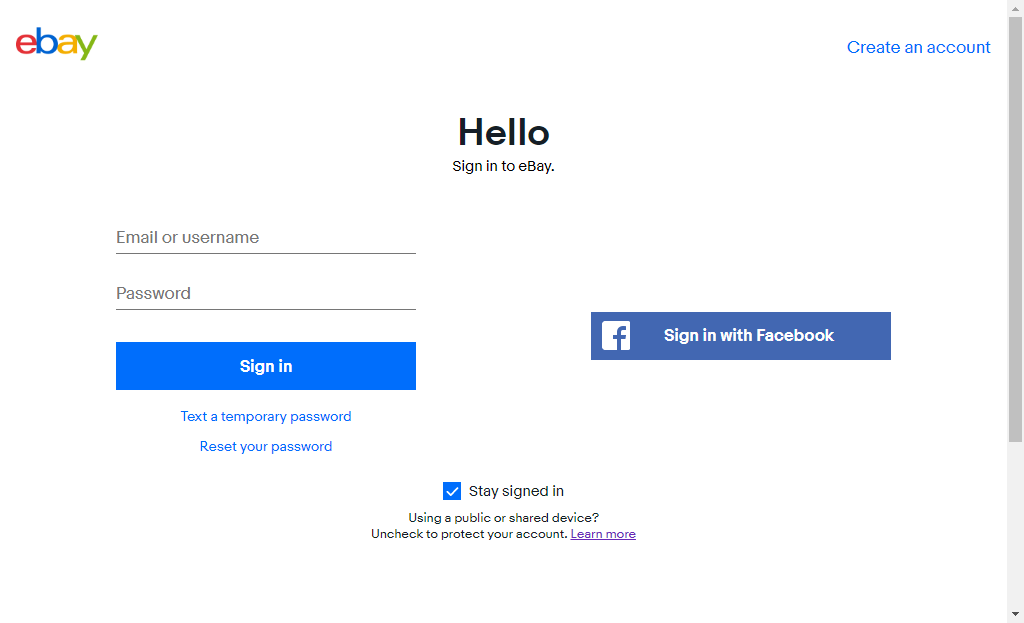 ebay
Create an account
Hello
Sign in to eBay.
Email or username
Password
Sign in
Sign in with Facebook
Text a temporary password
Reset your password
Stay signed in
Using a public or shared device?
Uncheck to protect your account. Learn more